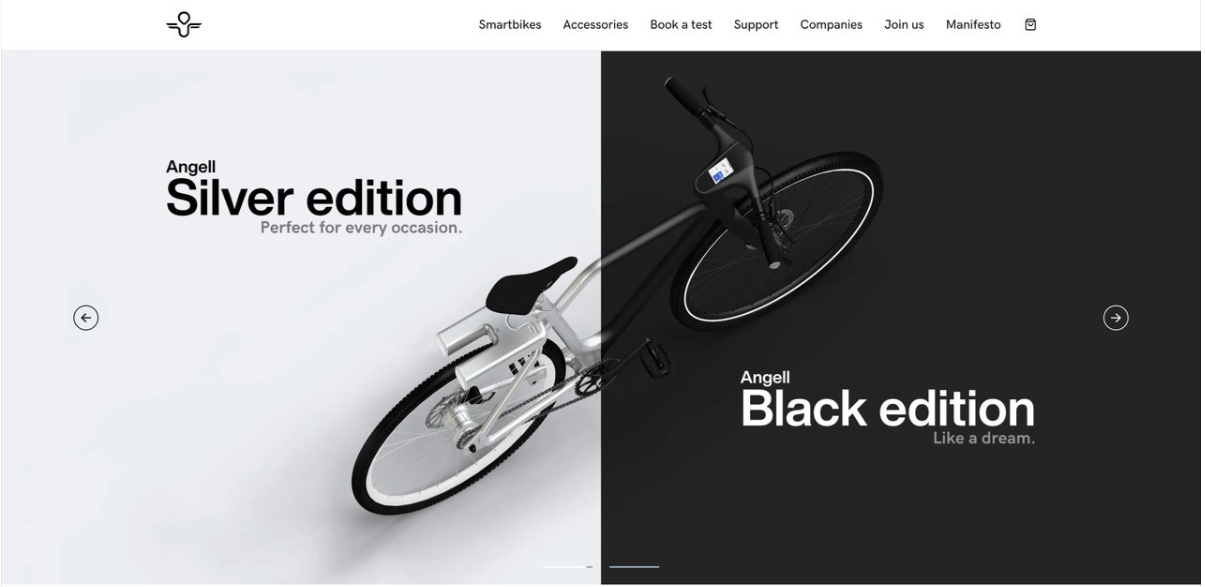 Smartbikes Accessories Book a test Support Companies Join us Manifesto
Angell
Silver edition
Perfect for every occasion.
Angell
Black edition
Like a dream.